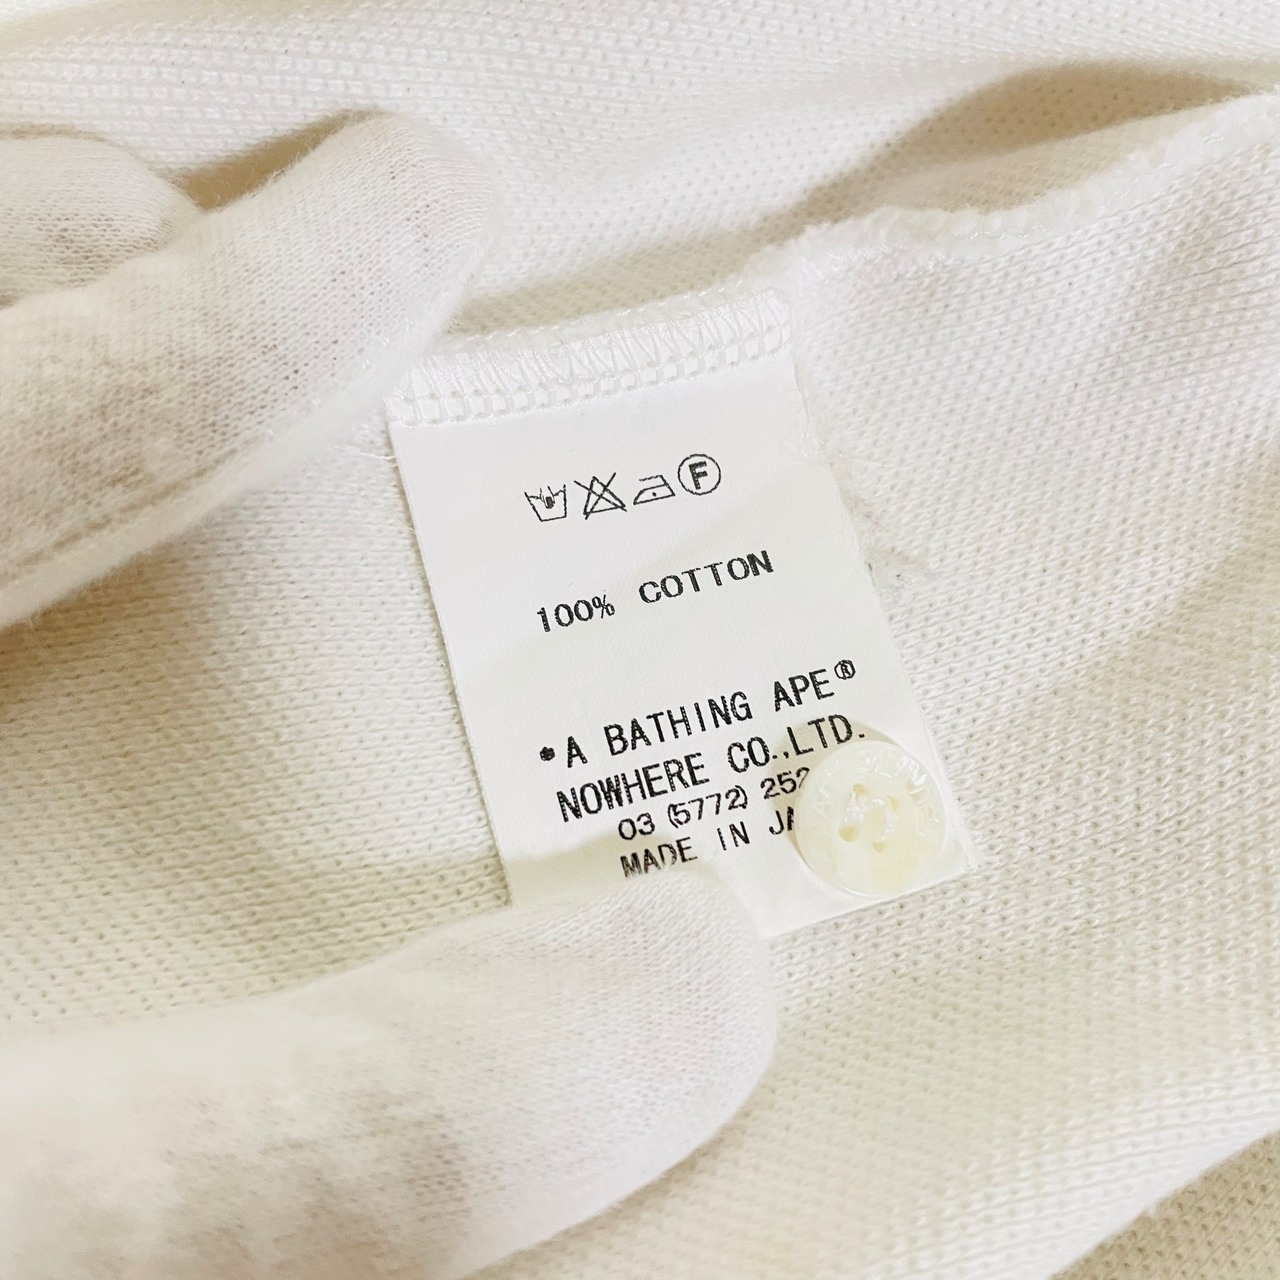 F
100% COTTON
•A BATHING APE®
NOWHERE CO.,LTD.
03 (5772) 252
MADE IN JA